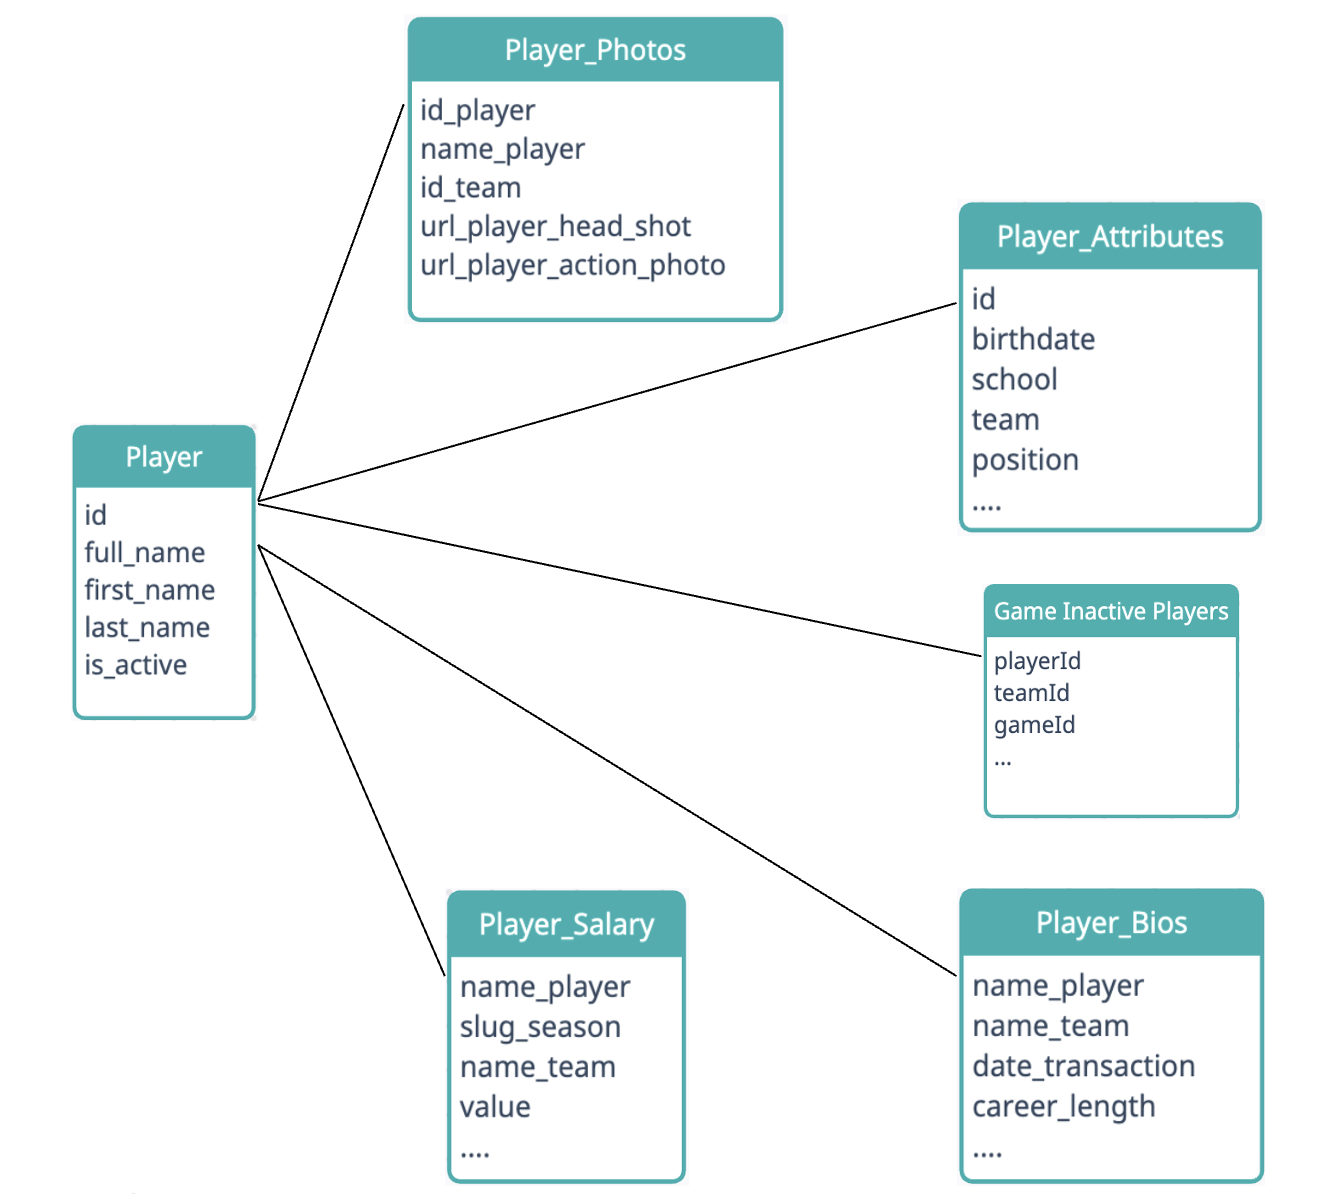 Player_Photos
id_player
name_player
id_team
url_player_head_shot
url_player_action_photo
Player_Attributes
id
birthdate
school
team
position
....
Player
id
full_name
first_name
last_name
is_active
Game Inactive Players
playerId
teamId
gameId
...
Player_Salary
name_player
slug_season
name_team
value
....
Player_Bios
name_player
name_team
date_transaction
career_length
....